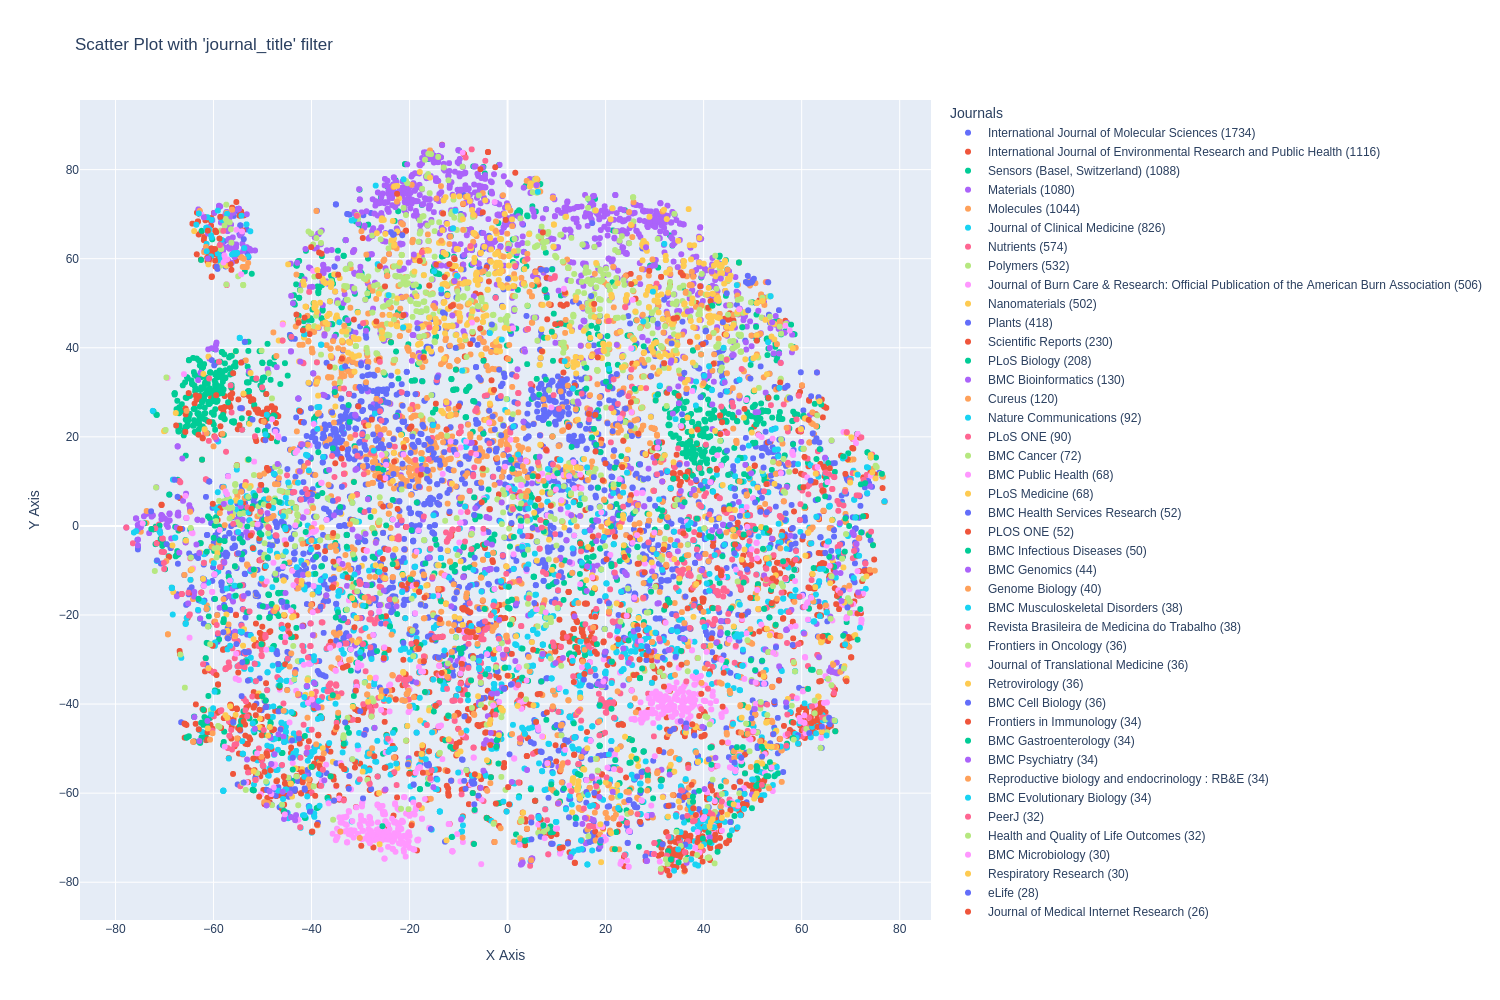 Scatter Plot with 'journal_title' filter
Journals
International Journal of Molecular Sciences (1734)
International Journal of Environmental Research and Public Health (1116)
Sensors (Basel, Switzerland) (1088)
Materials (1080)
Molecules (1044)
Journal of Clinical Medicine (826)
Nutrients (574)
Polymers (532)
Journal of Burn Care & Research: Official Publication of the American Burn Association (506)
Nanomaterials (502)
Plants (418)
Scientific Reports (230)
PLoS Biology (208)
BMC Bioinformatics (130)
Cureus (120)
Nature Communications (92)
PLoS ONE (90)
BMC Cancer (72)
BMC Public Health (68)
PLoS Medicine (68)
BMC Health Services Research (52)
PLOS ONE (52)
BMC Infectious Diseases (50)
BMC Genomics (44)
Genome Biology (40)
BMC Musculoskeletal Disorders (38)
Revista Brasileira de Medicina do Trabalho (38)
Frontiers in Oncology (36)
Journal of Translational Medicine (36)
Retrovirology (36)
BMC Cell Biology (36)
Frontiers in Immunology (34)
BMC Gastroenterology (34)
BMC Psychiatry (34)
Reproductive biology and endocrinology : RB&E (34)
BMC Evolutionary Biology (34)
PeerJ (32)
Health and Quality of Life Outcomes (32)
BMC Microbiology (30)
Respiratory Research (30)
eLife (28)
Journal of Medical Internet Research (26)
80
60
40
20
0
−20
−40
−60
−80
Y Axis
−80 −60 −40 −20 0 20 40 60 80
X Axis